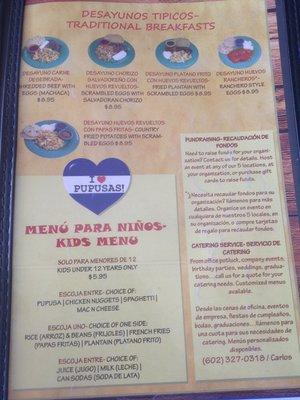 DESAYUNOS TIPICOS-
TRADITIONAL BREAKFASTS
DESAYUNO CARNE
DESEBRADA-
SHREDDED BEEF WITH
EGGS (MACHACA)
$8.95
DESAYUNO CHORIZO
SALVADOREÑO CON
HUEVOS REVUELTOS-
SCRAMBLED EGGS WITH
SALVADORAN CHORIZO
$8.95
DESAYUNO PLATANO FRITO
CON HUEVOS REVUELTOS-
FRIED PLANTAIN WITH
SCRAMBLED EGGS $8.95
DESAYUNO HUEVOS
RANCHEROS-
RANCHERO STYLE
EGGS $8.95
DESAYUNO HUEVOS REVUELTOS
CON PAPAS FRITAS- COUNTRY
FRIED POTATOES WITH SCRAM-
BLED EGGS $8.95
I ♥
PUPUSAS!
MENÚ PARA NIÑOS-
KIDS MENU
SOLO PARA MENORES DE 12
KIDS UNDER 12 YEARS ONLY
$5.95
ESCOJA ENTRE- CHOICE OF:
PUPUSA | CHICKEN NUGGETS | SPAGHETTI |
MAC N CHEESE
ESCOJA UNO- CHOICE OF ONE SIDE:
RICE (ARROZ) & BEANS (FRIJOLES) | FRENCH FRIES
(PAPAS FRITAS) | PLANTAIN (PLATANO FRITO)
ESCOJA ENTRE- CHOICE OF:
JUICE (JUGO) | MILK (LECHE) |
CAN SODAS (SODA DE LATA)
FUNDRAISING- RECAUDACIÓN DE
FONDOS
Need to raise funds for your organi-
zation? Contact us for details. Host
an event at any of our 5 locations, at
your organization, or purchase gift
cards to raise funds.
¿Necesita recaudar fondos para su
organización? llámenos para más
detalles. Organice un evento en
cualquiera de nuestros 5 locales, en
su organización, o compre tarjetas
de regalo para recaudar fondos.
CATERING SERVICE- SERVICIO DE
CATERING
From office potluck, company events,
birthday parties, weddings, gradu-
ations....call us for a quote for your
catering needs. Customized menus
available.
Desde las cenas de oficina, eventos
de empresa, fiestas de cumpleaños,
bodas, graduaciones... llámenos para
una cuota para sus necesidades de
catering. Menús personalizados
disponibles.
(602) 327-0318 / Carlos